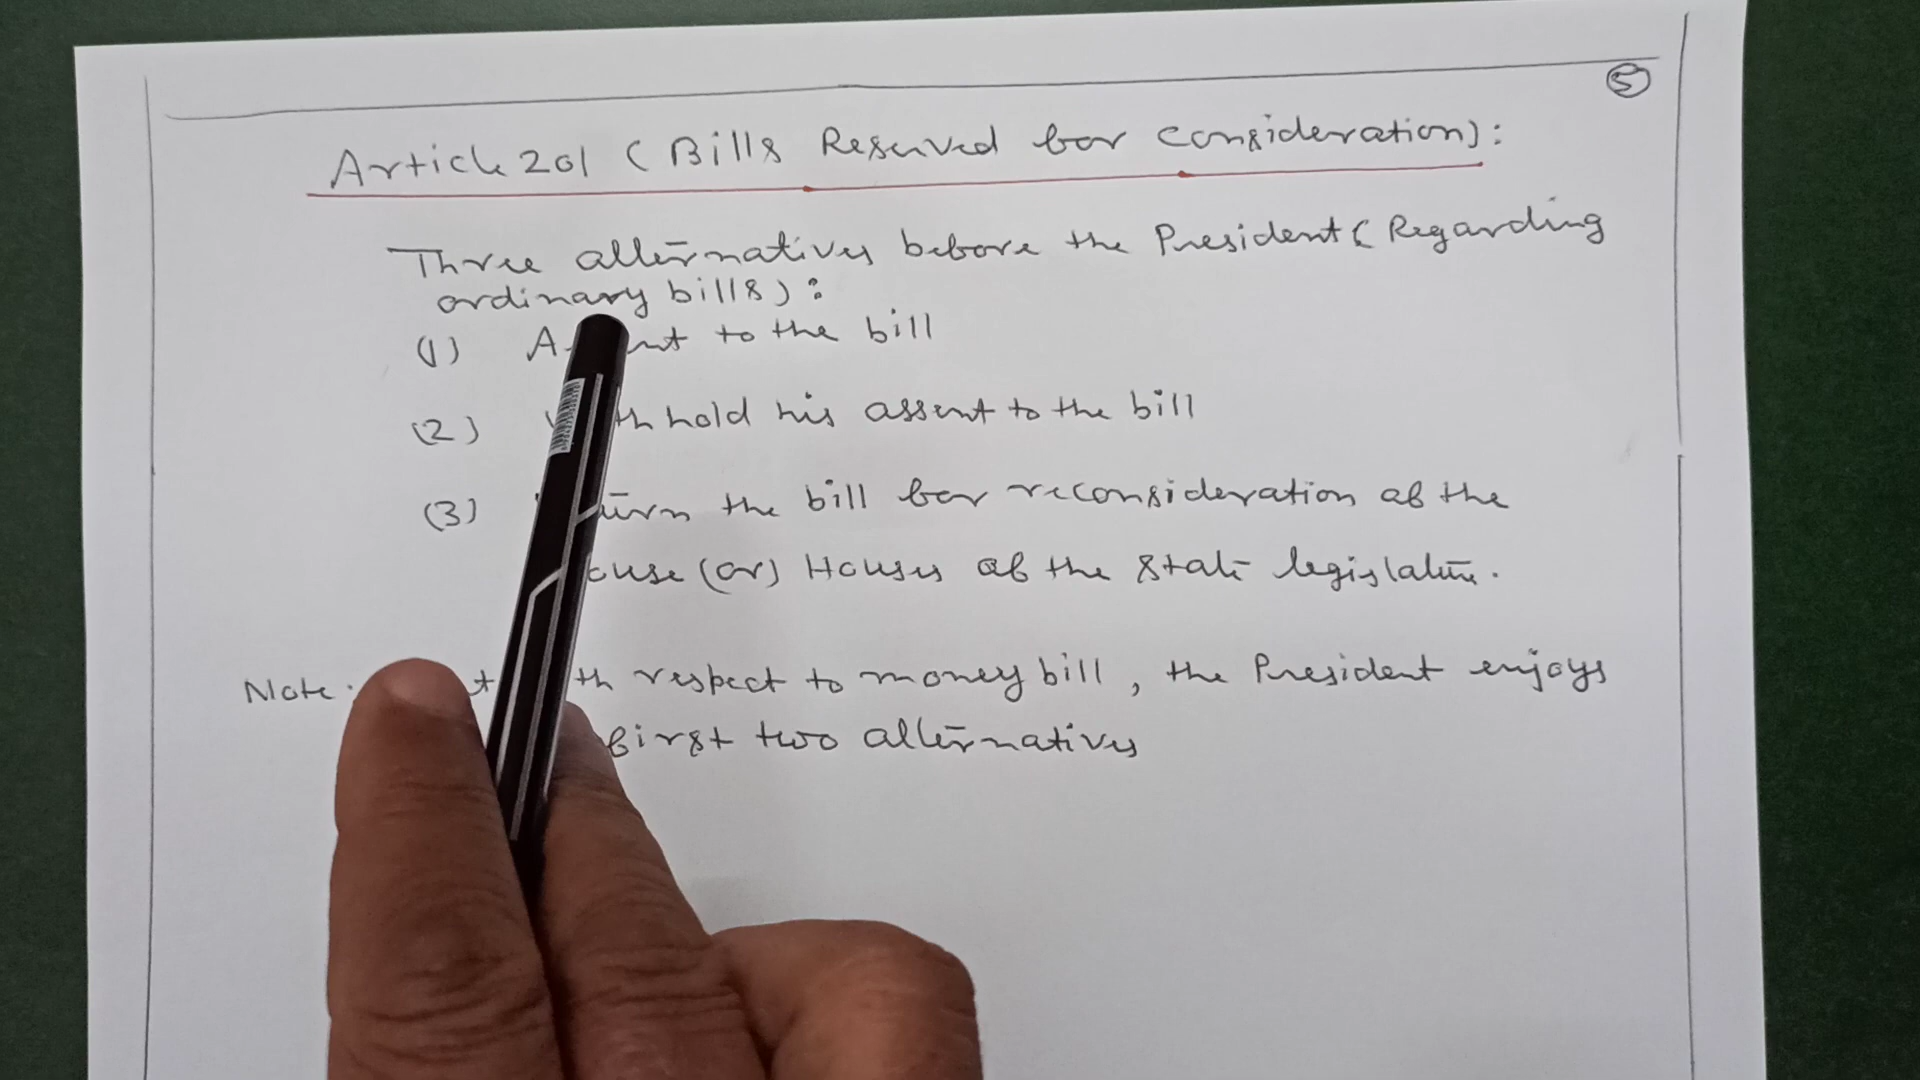 5
Article 201 (Bills Reserved for consideration):
Three alternatives before the President (Regarding
ordinary bills):
(1) to the bill
(2) hold his assent to the bill
(3) the bill for reconsideration of the
(or) Houses of the state legislature.
Note: respect to money bill, the President enjoys
first two alternatives